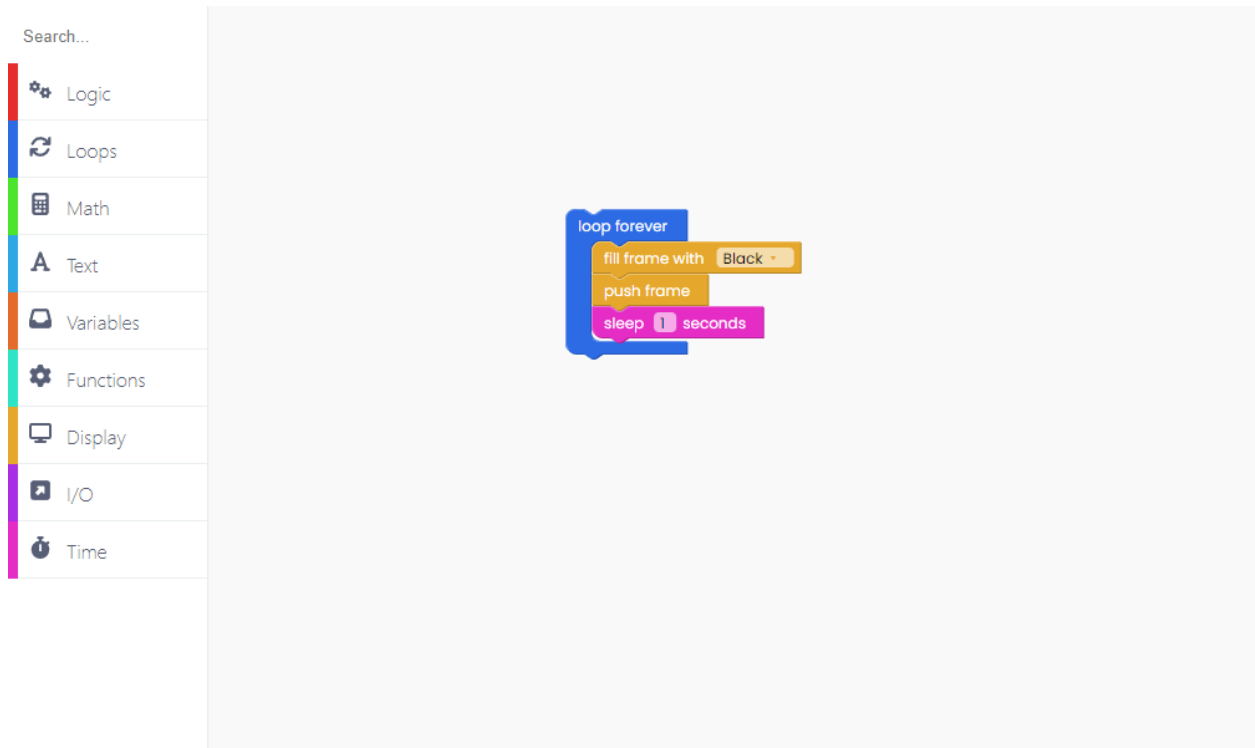 Search...
Logic
Loops
Math
Text
Variables
Functions
Display
I/O
Time
loop forever
fill frame with Black
push frame
sleep 1 seconds